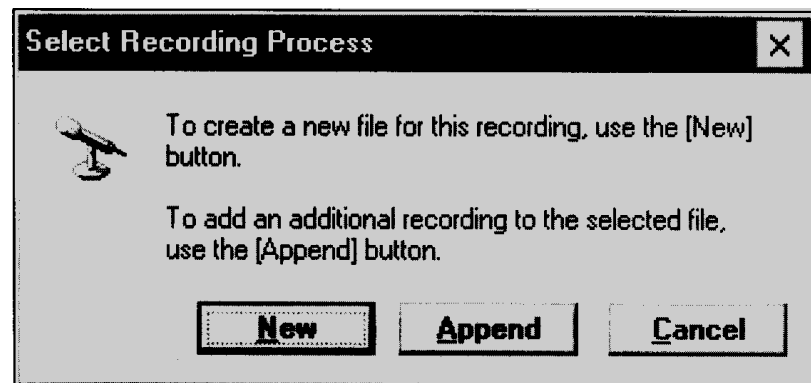 Select Recording Process
To create a new file for this recording, use the [New]
button.
To add an additional recording to the selected file,
use the [Append] button.
New
Append
Cancel